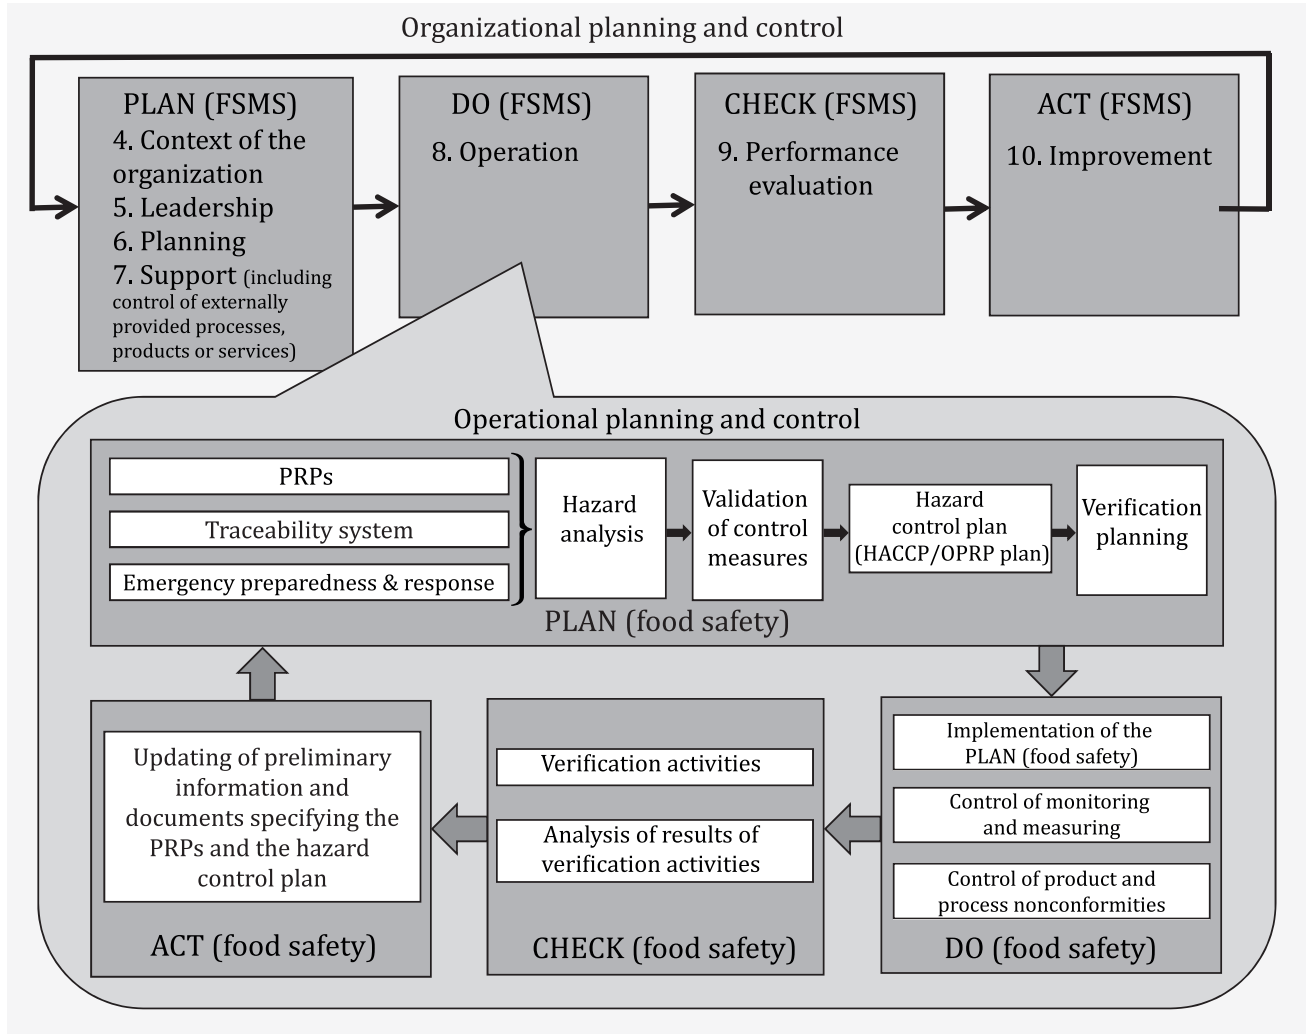 Organizational planning and control
PLAN (FSMS)
4. Context of the
organization
5. Leadership
6. Planning
7. Support (including
control of externally
provided processes,
products or services)
DO (FSMS)
8. Operation
CHECK (FSMS)
9. Performance
evaluation
ACT (FSMS)
10. Improvement
Operational planning and control
PRPs
Traceability system
Emergency preparedness & response
Hazard
analysis
Validation
of control
measures
Hazard
control plan
(HACCP/OPRP plan)
Verification
planning
PLAN (food safety)
Implementation of the
PLAN (food safety)
Control of monitoring
and measuring
Control of product and
process nonconformities
DO (food safety)
Verification activities
Analysis of results of
verification activities
CHECK (food safety)
Updating of preliminary
information and
documents specifying the
PRPs and the hazard
control plan
ACT (food safety)